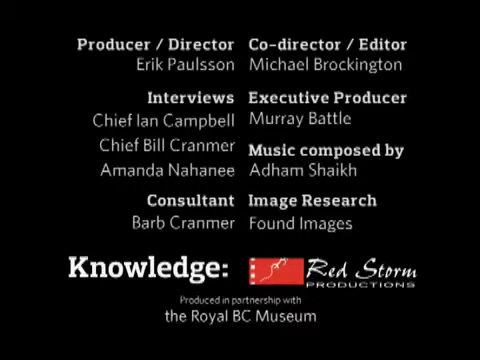 Producer / Director
Erik Paulsson
Interviews
Chief Ian Campbell
Chief Bill Cranmer
Amanda Nahanee
Consultant
Barb Cranmer
Co-director / Editor
Michael Brockington
Executive Producer
Murray Battle
Music composed by
Adham Shaikh
Image Research
Found Images
Knowledge:
Red Storm
PRODUCTIONS
Produced in partnership with
the Royal BC Museum